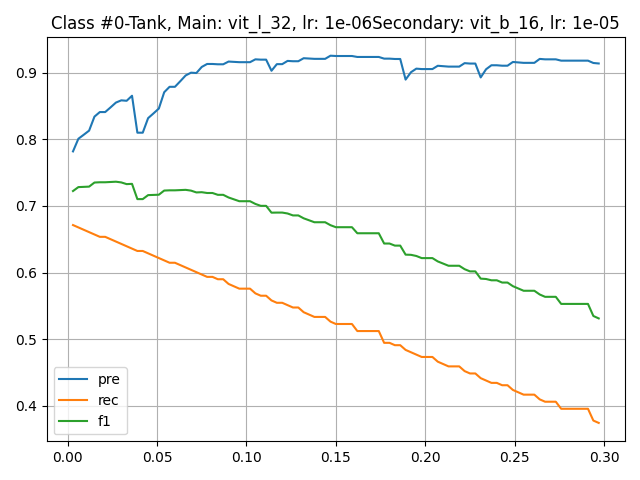 Class #0-Tank, Main: vit_l_32, lr: 1e-06Secondary: vit_b_16, lr: 1e-05
0.9
0.8
0.7
0.6
0.5
0.4
pre
rec
f1
0.00 0.05 0.10 0.15 0.20 0.25 0.30